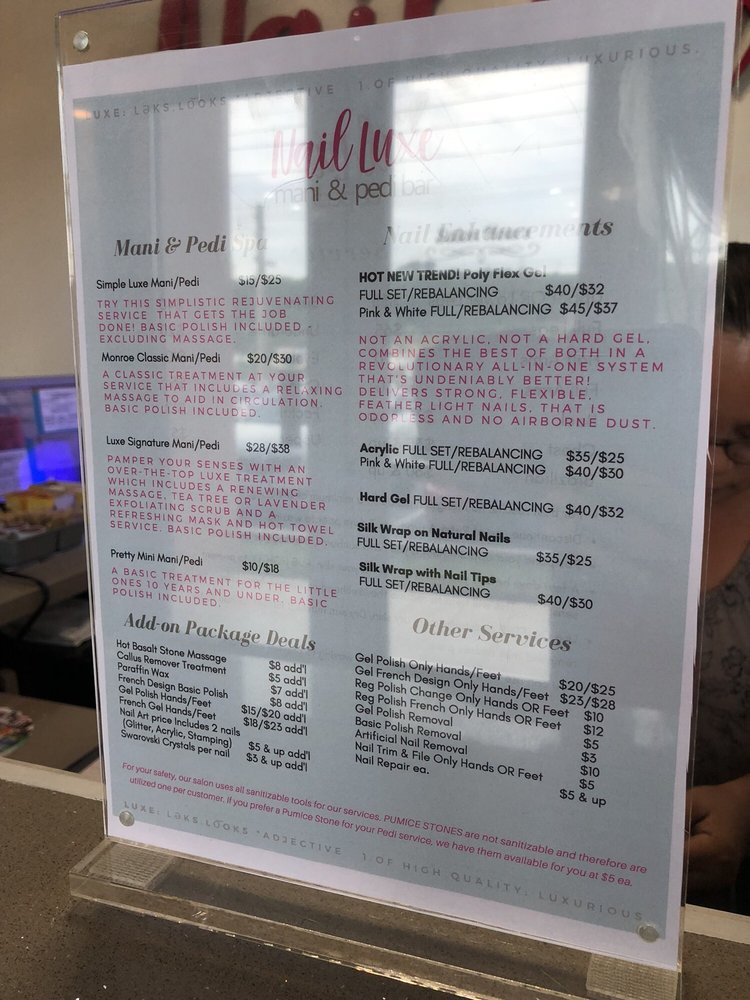 Nail
LUXE: LəKS.LOOKS *ADJECTIVE 1.OF HIGH QUALITY. LUXURIOUS.
Nail Luxe
mani & pedi bar
Mani & Pedi Spa
Simple Luxe Mani/Pedi $15/$25
TRY THIS SIMPLISTIC REJUVENATING
SERVICE THAT GETS THE JOB
DONE! BASIC POLISH INCLUDED -
EXCLUDING MASSAGE.
Monroe Classic Mani/Pedi $20/$30
A CLASSIC TREATMENT AT YOUR
SERVICE THAT INCLUDES A RELAXING
MASSAGE TO AID IN CIRCULATION.
BASIC POLISH INCLUDED.
Luxe Signature Mani/Pedi $28/$38
PAMPER YOUR SENSES WITH AN
OVER-THE-TOP LUXE TREATMENT
WHICH INCLUDES A RENEWING
MASSAGE, TEA TREE OR LAVENDER
EXFOLIATING SCRUB AND A
REFRESHING MASK AND HOT TOWEL
SERVICE. BASIC POLISH INCLUDED.
Pretty Mini Mani/Pedi $10/$18
A BASIC TREATMENT FOR THE LITTLE
ONES 10 YEARS AND UNDER. BASIC
POLISH INCLUDED.
Add-on Package Deals
Hot Basalt Stone Massage $8 add'l
Callus Remover Treatment $5 add'l
Paraffin Wax $7 add'l
French Design Basic Polish $8 add'l
Gel Polish Hands/Feet $15/$20 add'l
French Gel Hands/Feet $18/$23 add'l
Nail Art price Includes 2 nails
(Glitter, Acrylic, Stamping) $5 & up add'l
Swarovski Crystals per nail $3 & up add'l
Nail Enhancements
HOT NEW TREND! Poly Flex Gel
FULL SET/REBALANCING $40/$32
Pink & White FULL/REBALANCING $45/$37
NOT AN ACRYLIC, NOT A HARD GEL,
COMBINES THE BEST OF BOTH IN A
REVOLUTIONARY ALL-IN-ONE SYSTEM
THAT'S UNDENIABLY BETTER!
DELIVERS STRONG, FLEXIBLE,
FEATHER LIGHT NAILS, THAT IS
ODORLESS AND NO AIRBORNE DUST.
Acrylic FULL SET/REBALANCING $35/$25
Pink & White FULL/REBALANCING $40/$30
Hard Gel FULL SET/REBALANCING $40/$32
Silk Wrap on Natural Nails
FULL SET/REBALANCING $35/$25
Silk Wrap with Nail Tips
FULL SET/REBALANCING $40/$30
Other Services
Gel Polish Only Hands/Feet $20/$25
Gel French Design Only Hands/Feet $23/$28
Reg Polish Change Only Hands OR Feet $10
Reg Polish French Only Hands OR Feet $12
Gel Polish Removal $5
Basic Polish Removal $3
Artificial Nail Removal $10
Nail Trim & File Only Hands OR Feet $5
Nail Repair ea. $5 & up
For your safety, our salon uses all sanitizable tools for our services. PUMICE STONES are not sanitizable and therefore are
utilized one per customer. If you prefer a Pumice Stone for your Pedi service, we have them available for you at $5 ea.
LUXE: LəKS.LOOKS *ADJECTIVE 1.OF HIGH QUALITY. LUXURIOUS.